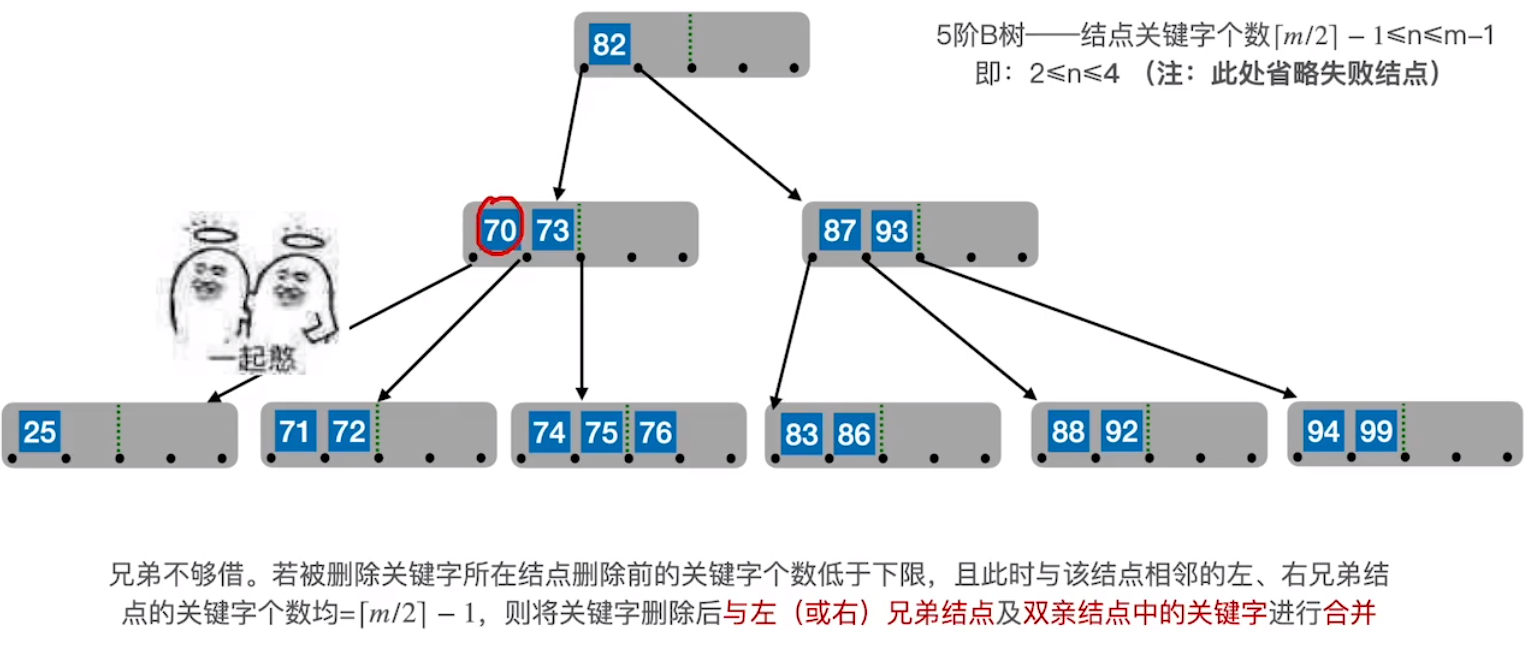 82
5阶B树——结点关键字个数⌈m/2⌉ − 1≤n≤m−1
即：2≤n≤4 （注：此处省略失败结点）
70 73
87 93
一起憨
25
71 72
74 75 76
83 86
88 92
94 99
兄弟不够借。若被删除关键字所在结点删除前的关键字个数低于下限，且此时与该结点相邻的左、右兄弟结
点的关键字个数均=⌈m/2⌉ − 1，则将关键字删除后与左（或右）兄弟结点及双亲结点中的关键字进行合并